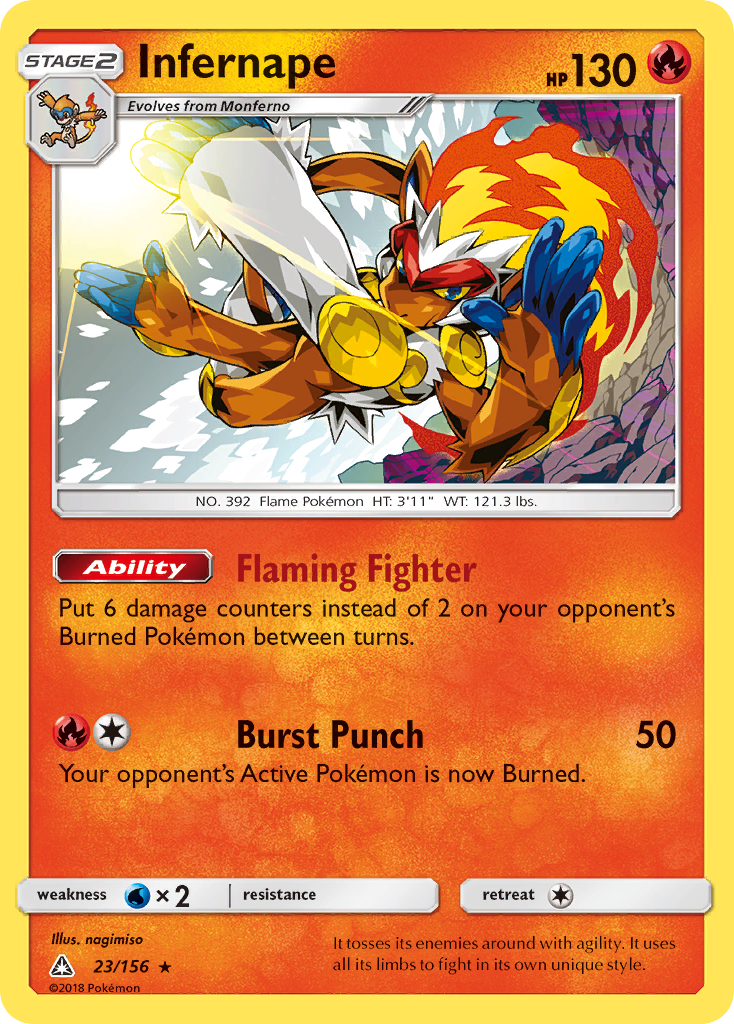 STAGE2
Infernape
HP 130
Evolves from Monferno
NO. 392 Flame Pokémon HT: 3'11" WT: 121.3 lbs.
Ability Flaming Fighter
Put 6 damage counters instead of 2 on your opponent's
Burned Pokémon between turns.
Burst Punch 50
Your opponent's Active Pokémon is now Burned.
weakness ×2 resistance retreat
Illus. nagimiso
23/156 ★
©2018 Pokémon
It tosses its enemies around with agility. It uses
all its limbs to fight in its own unique style.